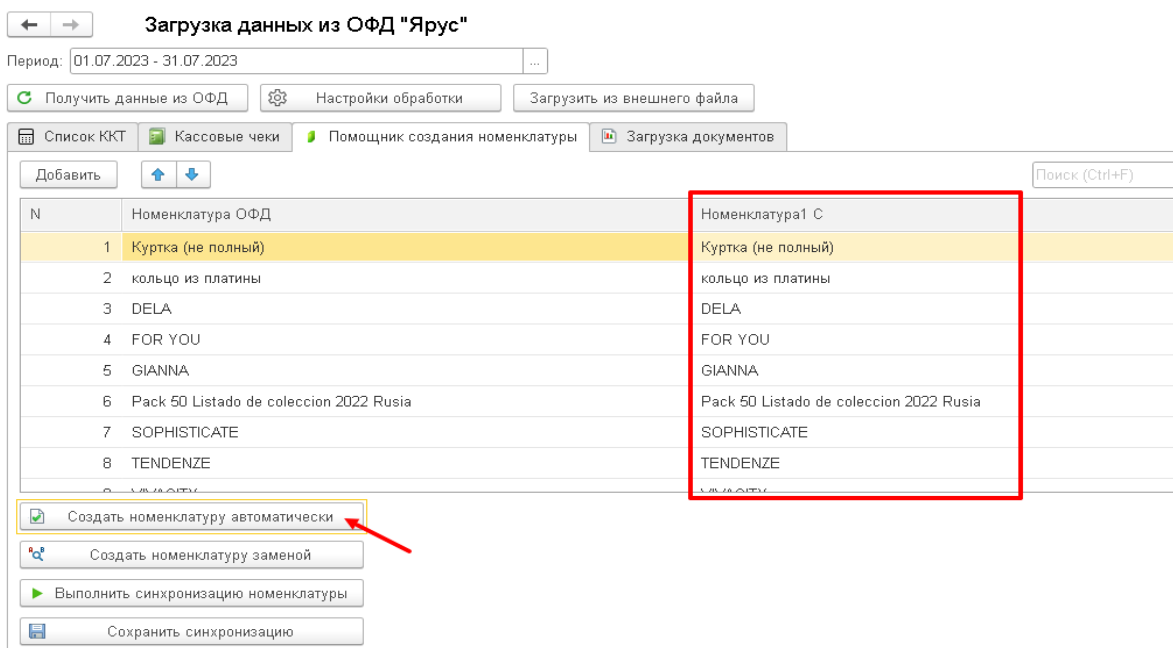 Загрузка данных из ОФД "Ярус"
Период: 01.07.2023 - 31.07.2023 ...
Получить данные из ОФД Настройки обработки Загрузить из внешнего файла
Список ККТ Кассовые чеки Помощник создания номенклатуры Загрузка документов
Добавить Поиск (Ctrl+F)
N Номенклатура ОФД Номенклатура1 С
1 Куртка (не полный) Куртка (не полный)
2 кольцо из платины кольцо из платины
3 DELA DELA
4 FOR YOU FOR YOU
5 GIANNA GIANNA
6 Pack 50 Listado de coleccion 2022 Rusia Pack 50 Listado de coleccion 2022 Rusia
7 SOPHISTICATE SOPHISTICATE
8 TENDENZE TENDENZE
Создать номенклатуру автоматически
Создать номенклатуру заменой
Выполнить синхронизацию номенклатуры
Сохранить синхронизацию